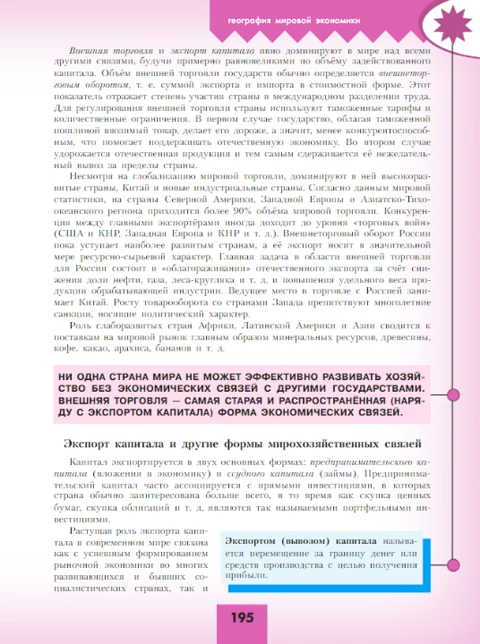 география мировой экономики
Внешняя торговля и экспорт капитала явно доминируют в мире над всеми
другими связями, будучи примерно равновеликими по объёму задействованного
капитала. Объём внешней торговли государств обычно определяется внешнетор-
говым оборотом, т. е. суммой экспорта и импорта в стоимостной форме. Этот
показатель отражает степень участия страны в международном разделении труда.
Для регулирования внешней торговли страны используют таможенные тарифы и
количественные ограничения. В первом случае государство, облагая таможенной
пошлиной ввозимый товар, делает его дороже, а значит, менее конкурентоспособ-
ным, что помогает поддерживать отечественную экономику. Во втором случае
удорожается отечественная продукция и тем самым сдерживается её нежелатель-
ный вывоз за пределы страны.
Несмотря на глобализацию мировой торговли, доминируют в ней высокораз-
витые страны, Китай и новые индустриальные страны. Согласно данным мировой
статистики, на страны Северной Америки, Западной Европы и Азиатско-Тихо-
океанского региона приходится более 90% объёма мировой торговли. Конкурен-
ция между главными экспортёрами иногда доходит до уровня «торговых войн»
(США и КНР, Западная Европа и КНР и т. д.). Внешнеторговый оборот России
пока уступает наиболее развитым странам, а её экспорт носит в значительной
мере ресурсно-сырьевой характер. Главная задача в области внешней торговли
для России состоит в «облагораживании» отечественного экспорта за счёт сни-
жения доли нефти, газа, леса-кругляка и т. д. и повышения удельного веса про-
дукции обрабатывающей индустрии. Ведущее место в торговле с Россией зани-
мает Китай. Росту товарооборота со странами Запада препятствуют многолетние
санкции, носящие политический характер.
Роль слаборазвитых стран Африки, Латинской Америки и Азии сводится к
поставкам на мировой рынок главным образом минеральных ресурсов, древесины,
кофе, какао, арахиса, бананов и т. д.
НИ ОДНА СТРАНА МИРА НЕ МОЖЕТ ЭФФЕКТИВНО РАЗВИВАТЬ ХОЗЯЙ-
СТВО БЕЗ ЭКОНОМИЧЕСКИХ СВЯЗЕЙ С ДРУГИМИ ГОСУДАРСТВАМИ.
ВНЕШНЯЯ ТОРГОВЛЯ — САМАЯ СТАРАЯ И РАСПРОСТРАНЁННАЯ (НАРЯ-
ДУ С ЭКСПОРТОМ КАПИТАЛА) ФОРМА ЭКОНОМИЧЕСКИХ СВЯЗЕЙ.
Экспорт капитала и другие формы мирохозяйственных связей
Капитал экспортируется в двух основных формах: предпринимательского ка-
питала (вложения в экономику) и ссудного капитала (займы). Предпринима-
тельский капитал часто ассоциируется с прямыми инвестициями, в которых
страна обычно заинтересована больше всего, в то время как скупка ценных
бумаг, скупка облигаций и т. д. являются так называемыми портфельными ин-
вестициями.
Растущая роль экспорта капи-
тала в современном мире связана
как с успешным формированием
рыночной экономики во многих
развивающихся и бывших со-
циалистических странах, так и
Экспортом (вывозом) капитала называ-
ется перемещение за границу денег или
средств производства с целью получения
прибыли.
195